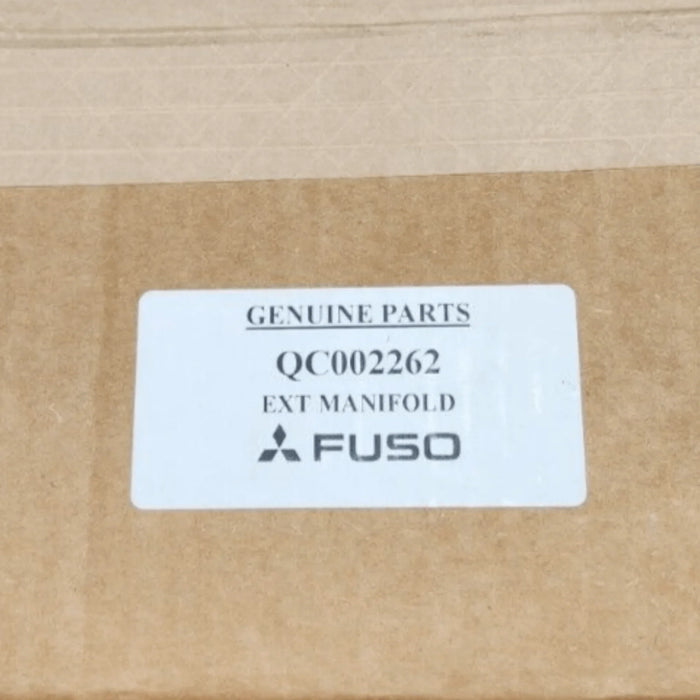 GENUINE PARTS
QC002262
EXT MANIFOLD
FUSO